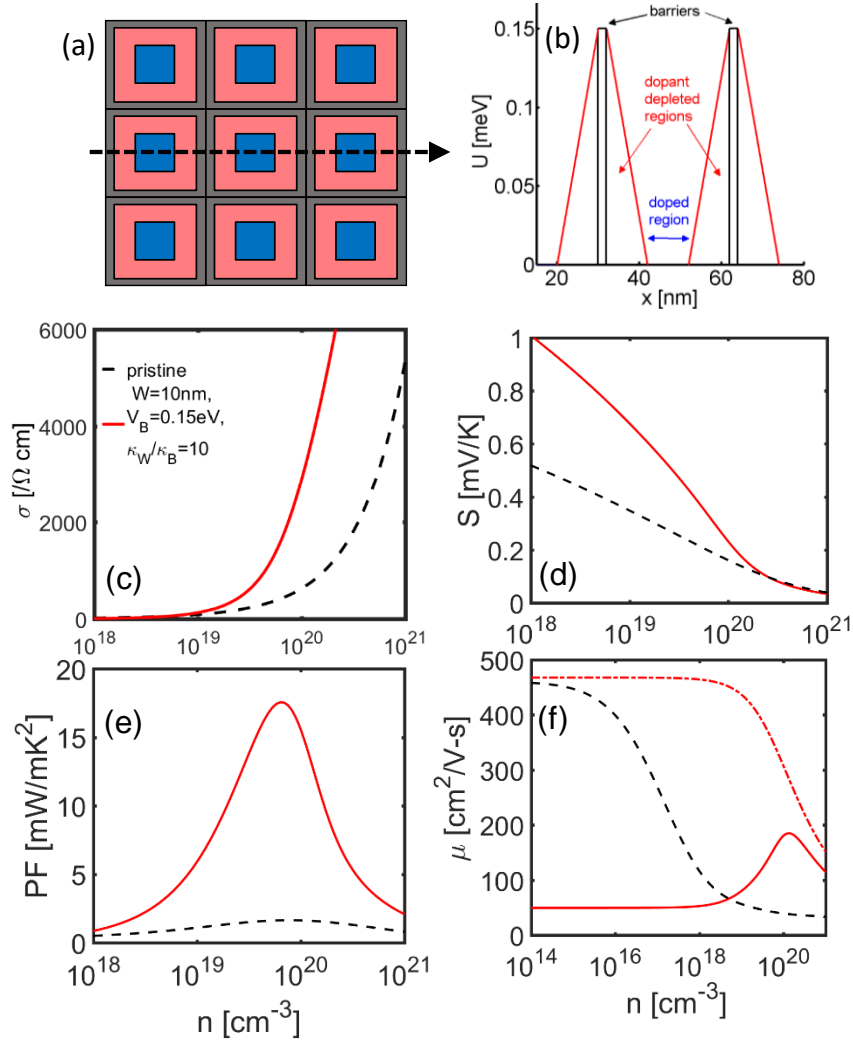 (a)
(b)
barriers
dopant
depleted
regions
doped
region
U [meV]
0.15
0.1
0.05
0
20
40
60
80
x [nm]
6000
4000
2000
0
σ [/Ω cm]
pristine
W=10nm,
V_B=0.15eV,
κ_W/κ_B=10
(c)
10^18
10^19
10^20
10^21
1
0.8
0.6
0.4
0.2
0
S [mV/K]
(d)
10^18
10^19
10^20
10^21
20
15
10
5
0
PF [mW/mK^2]
(e)
10^18
10^19
10^20
10^21
n [cm^-3]
500
450
400
350
300
250
200
150
100
50
0
μ [cm^2/V-s]
(f)
10^14
10^16
10^18
10^20
n [cm^-3]